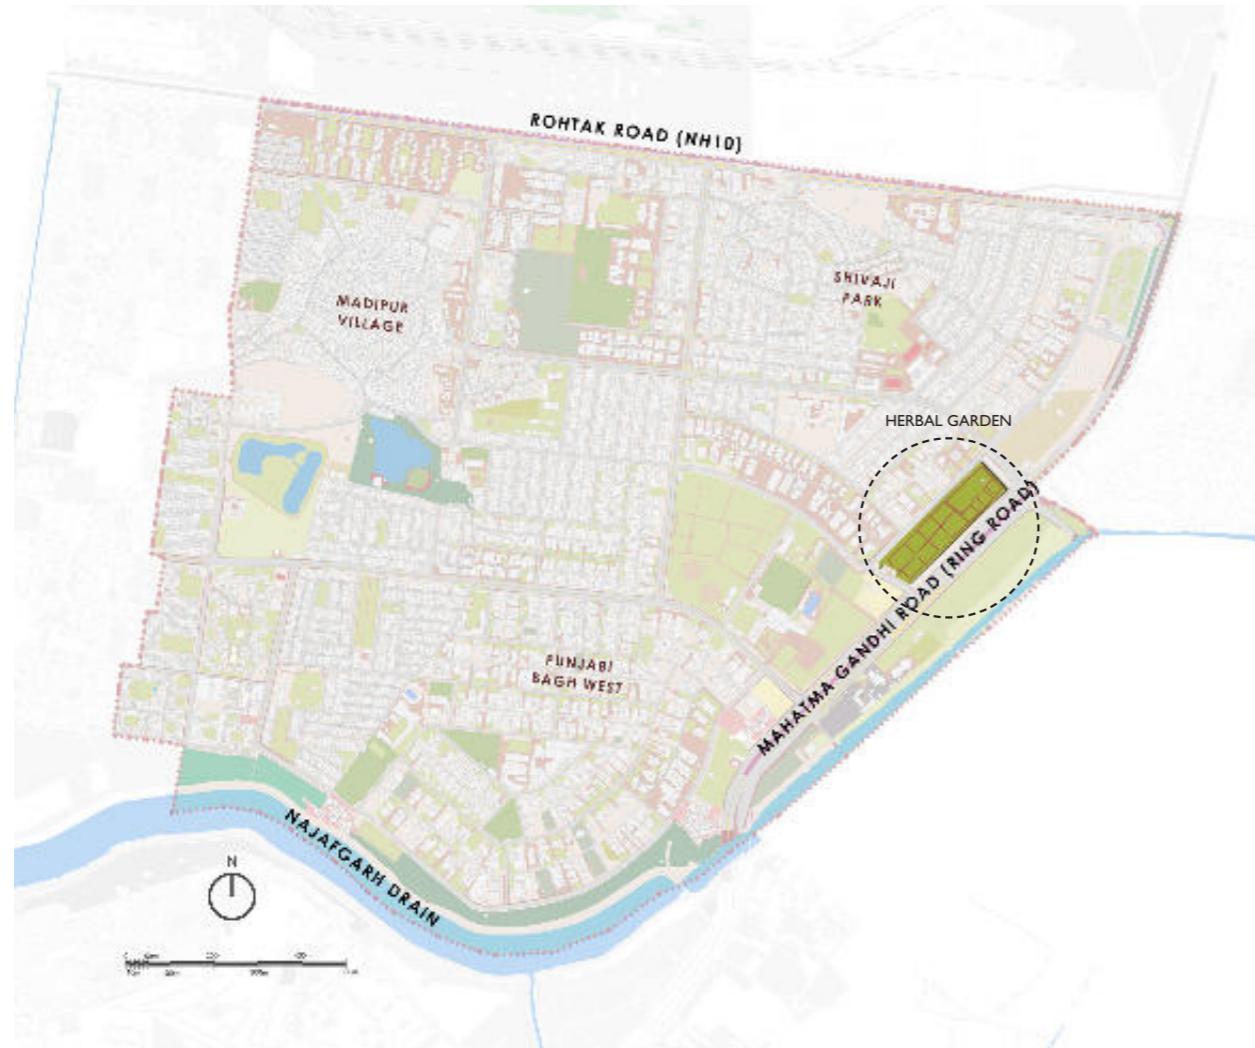 ROHTAK ROAD (NH10)
SHIVAJI
PARK
MADIPUR
VILLAGE
HERBAL GARDEN
MAHATMA GANDHI ROAD (RING ROAD)
PUNJABI
BAGH WEST
NAJAFGARH DRAIN
N